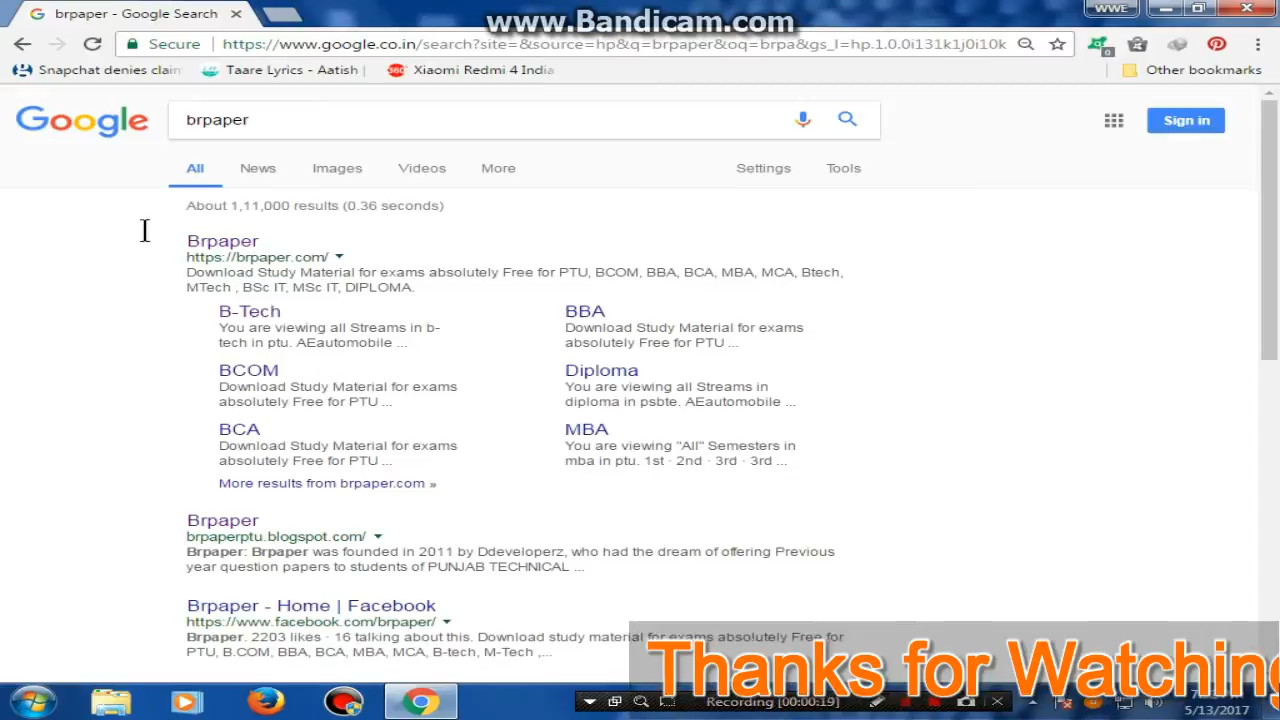 brpaper - Google Search
www.Bandicam.com
WWE
Secure
https://www.google.co.in/search?site=&source=hp&q=brpaper&oq=brpa&gs_l=hp.1.0.0i131k1j0i10k
0
Snapchat denies clain
Taare Lyrics - Aatish
360°
Xiaomi Redmi 4 India
Other bookmarks
Google
brpaper
Sign in
All
News
Images
Videos
More
Settings
Tools
About 1,11,000 results (0.36 seconds)
Brpaper
https://brpaper.com/
Download Study Material for exams absolutely Free for PTU, BCOM, BBA, BCA, MBA, MCA, Btech,
MTech , BSc IT, MSc IT, DIPLOMA.
B-Tech
You are viewing all Streams in b-
tech in ptu. AEautomobile ...
BBA
Download Study Material for exams
absolutely Free for PTU ...
BCOM
Download Study Material for exams
absolutely Free for PTU ...
Diploma
You are viewing all Streams in
diploma in psbte. AEautomobile ...
BCA
Download Study Material for exams
absolutely Free for PTU ...
MBA
You are viewing "All" Semesters in
mba in ptu. 1st · 2nd · 3rd · 3rd ...
More results from brpaper.com »
Brpaper
brpaperptu.blogspot.com/
Brpaper: Brpaper was founded in 2011 by Ddeveloperz, who had the dream of offering Previous
year question papers to students of PUNJAB TECHNICAL ...
Brpaper - Home | Facebook
https://www.facebook.com/brpaper/
Brpaper. 2203 likes · 16 talking about this. Download study material for exams absolutely Free for
PTU, B.COM, BBA, BCA, MBA, MCA, B-tech, M-Tech ,...
Thanks for Watching
Recording [00:00:19]
5/13/2017